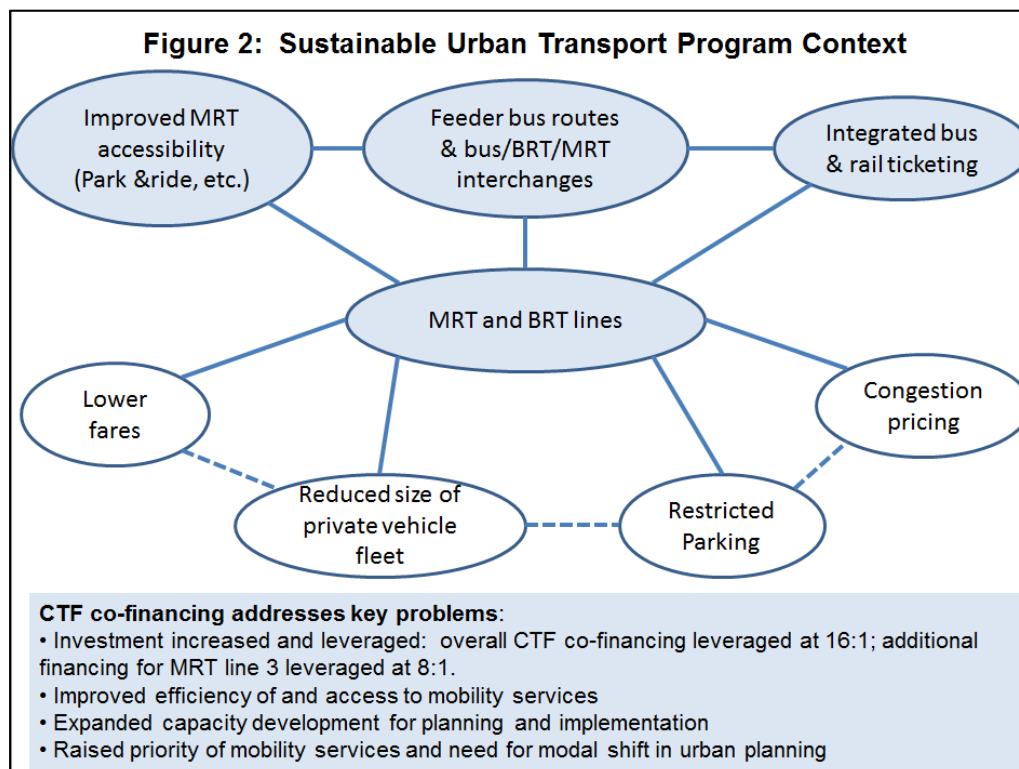 Figure 2:  Sustainable Urban Transport Program Context
Improved MRT
accessibility
(Park &ride, etc.)
Feeder bus routes
& bus/BRT/MRT
interchanges
Integrated bus
& rail ticketing
MRT and BRT lines
Lower
fares
Congestion
pricing
Reduced size of
private vehicle
fleet
Restricted
Parking
CTF co-financing addresses key problems:
• Investment increased and leveraged:  overall CTF co-financing leveraged at 16:1; additional
financing for MRT line 3 leveraged at 8:1.
• Improved efficiency of and access to mobility services
• Expanded capacity development for planning and implementation
• Raised priority of mobility services and need for modal shift in urban planning